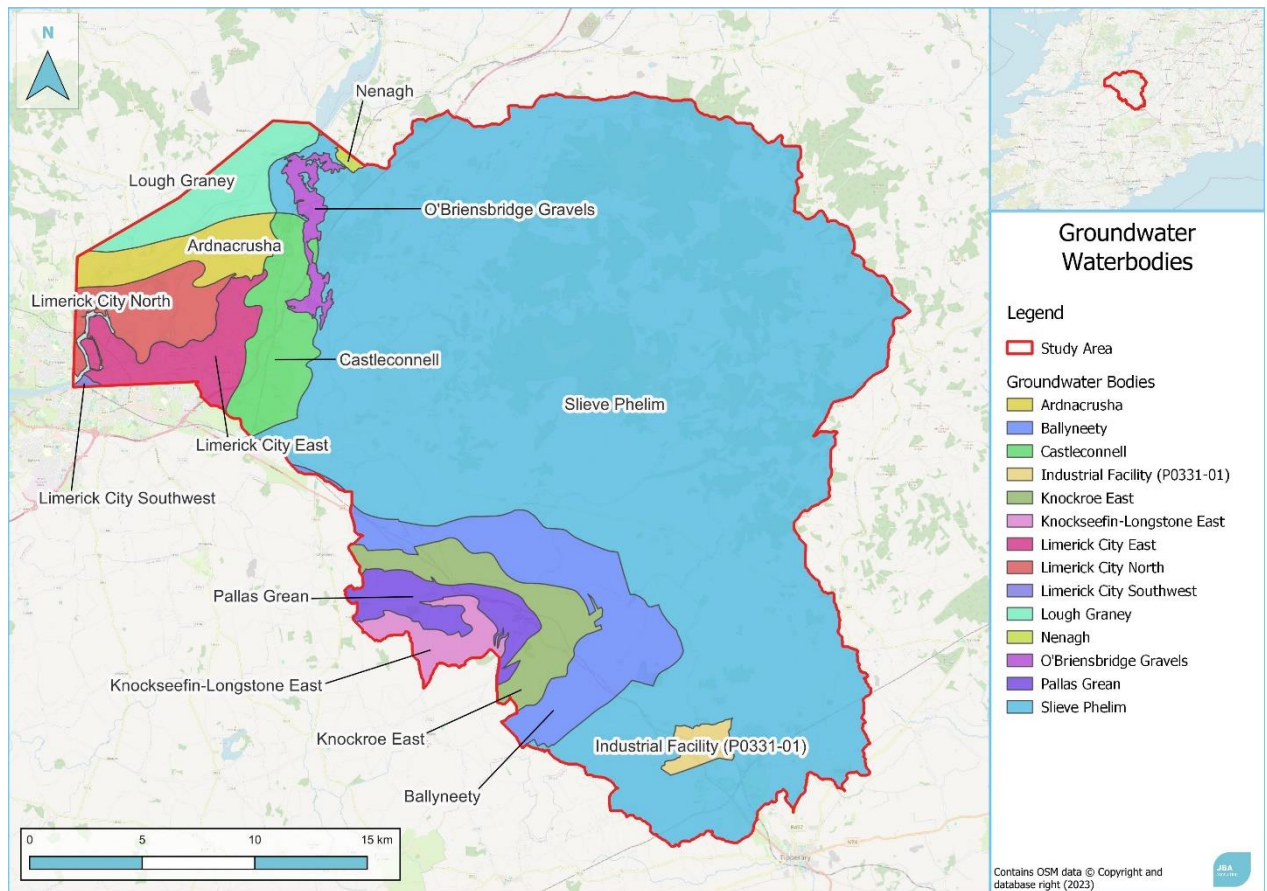 N
Nenagh
Lough Graney
O'Briensbridge Gravels
Ardnacrusha
Limerick City North
Castleconnell
Slieve Phelim
Limerick City East
Limerick City Southwest
Pallas Grean
Knockseefin-Longstone East
Knockroe East
Industrial Facility (P0331-01)
Ballyneety
Tipperary
0
5
10
15 km
Groundwater
Waterbodies
Legend
Study Area
Groundwater Bodies
Ardnacrusha
Ballyneety
Castleconnell
Industrial Facility (P0331-01)
Knockroe East
Knockseefin-Longstone East
Limerick City East
Limerick City North
Limerick City Southwest
Lough Graney
Nenagh
O'Briensbridge Gravels
Pallas Grean
Slieve Phelim
Contains OSM data © Copyright and
database right (2023)
JBA